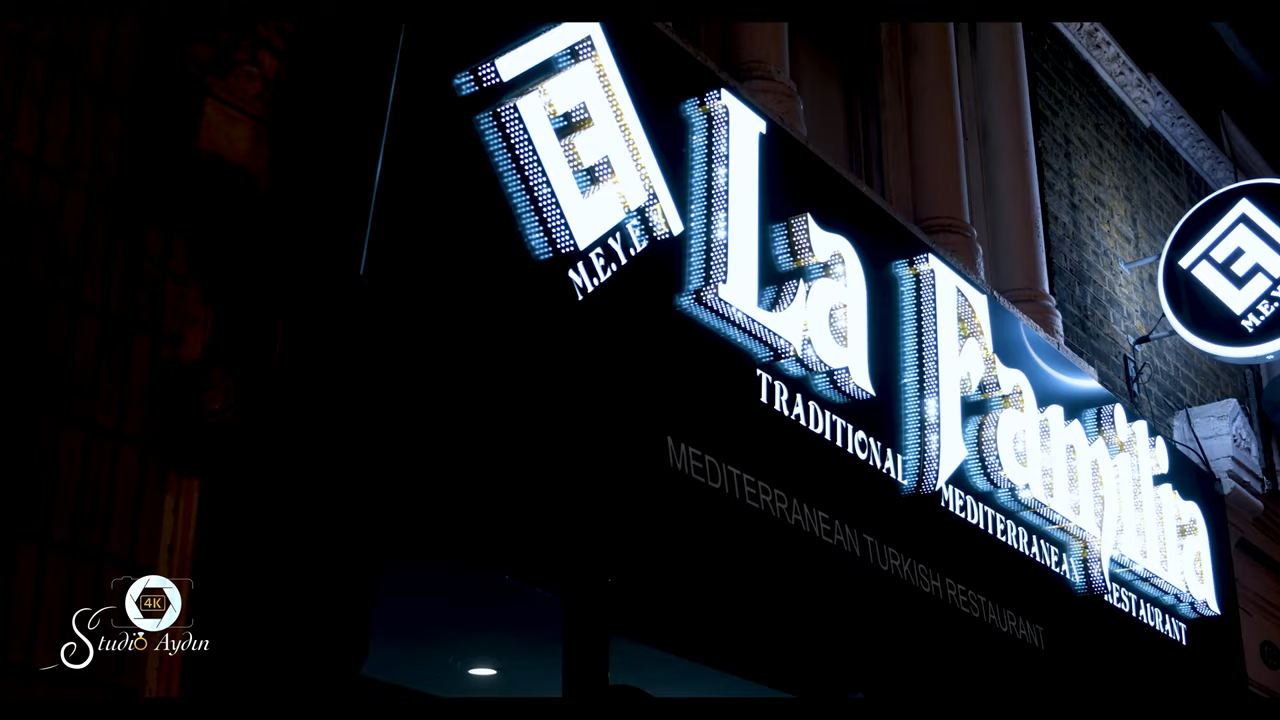 M.E.Y.E
La Familia
TRADITIONAL MEDITERRANEAN RESTAURANT
MEDITERRANEAN TURKISH RESTAURANT
M.E.Y
4K
Studio Aydın